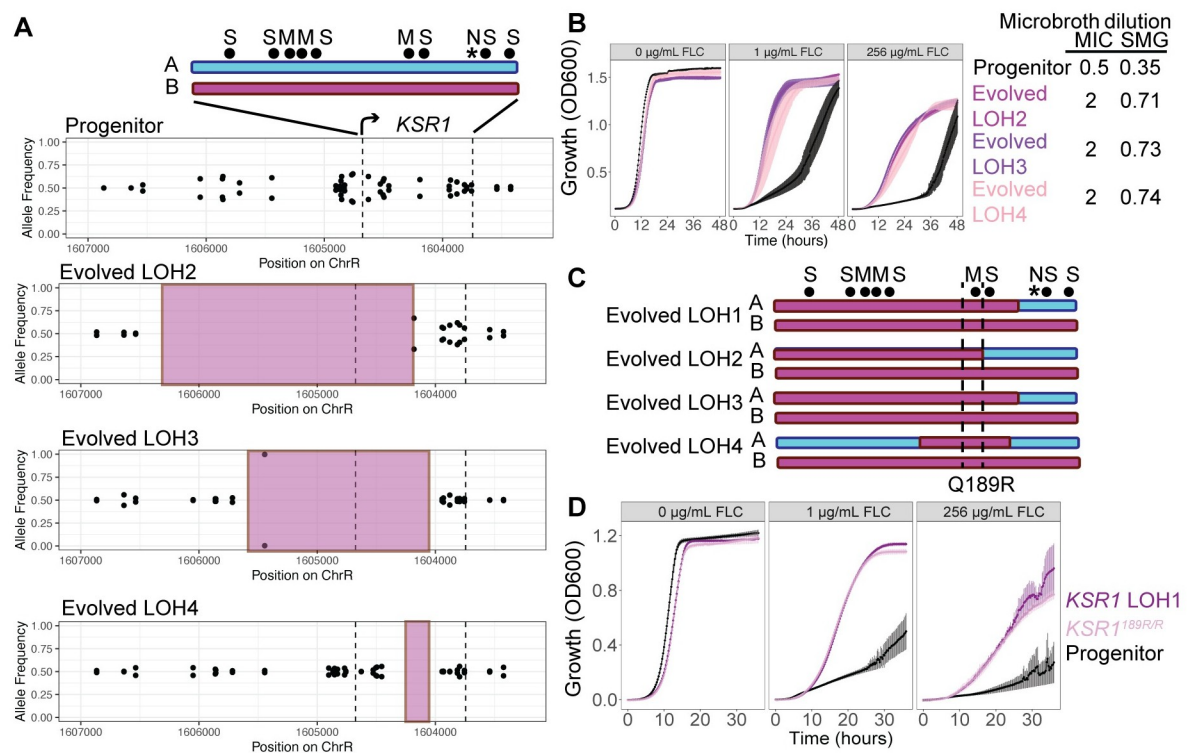 A
S SMMS MS NS S
*
A
B
Progenitor
KSR1
Allele Frequency
1.00
0.75
0.50
0.25
0.00
1607000 1606000 1605000 1604000
Position on ChrR
Evolved LOH2
Allele Frequency
1.00
0.75
0.50
0.25
0.00
1607000 1606000 1605000 1604000
Position on ChrR
Evolved LOH3
Allele Frequency
1.00
0.75
0.50
0.25
0.00
1607000 1606000 1605000 1604000
Position on ChrR
Evolved LOH4
Allele Frequency
1.00
0.75
0.50
0.25
0.00
1607000 1606000 1605000 1604000
Position on ChrR
B
0 µg/mL FLC 1 µg/mL FLC 256 µg/mL FLC
Growth (OD600)
1.5
1.0
0.5
0 12 24 36 48 0 12 24 36 48 0 12 24 36 48
Time (hours)
Microbroth dilution
MIC SMG
Progenitor 0.5 0.35
Evolved
LOH2 2 0.71
Evolved
LOH3 2 0.73
Evolved
LOH4 2 0.74
C
S SMMS MS NS S
*
Evolved LOH1 A
B
Evolved LOH2 A
B
Evolved LOH3 A
B
Evolved LOH4 A
B
Q189R
D
0 µg/mL FLC 1 µg/mL FLC 256 µg/mL FLC
Growth (OD600)
1.2
0.8
0.4
0.0
0 10 20 30 0 10 20 30 0 10 20 30
Time (hours)
KSR1 LOH1
KSR1189R/R
Progenitor